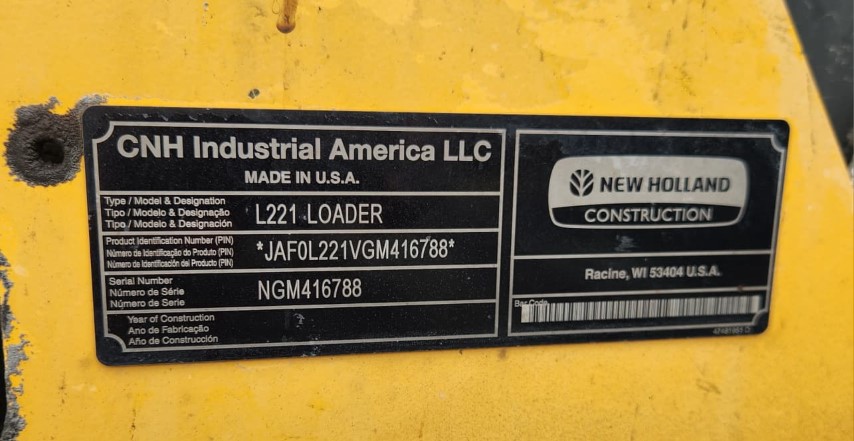 CNH Industrial America LLC
MADE IN U.S.A.
Type / Model & Designation
Tipo / Modelo & Designação
Tipo / Modelo & Designación
L221 LOADER
Product Identification Number (PIN)
Número de Identificação do Produto (PIN)
Número de Identificación del Producto (PIN)
*JAF0L221VGM416788*
Serial Number
Número de Série
Número de Serie
NGM416788
Year of Construction
Ano de Fabricação
Año de Construcción
NEW HOLLAND
CONSTRUCTION
Racine, WI 53404 U.S.A.
Bar Code